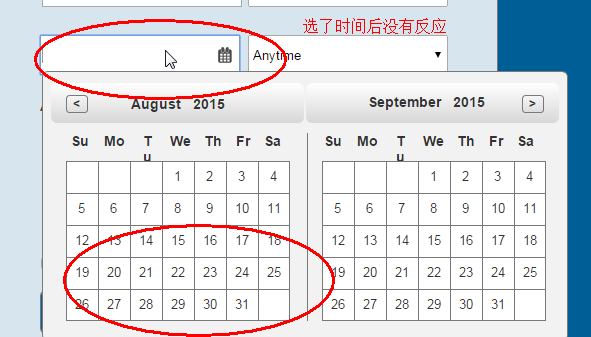 选了时间后没有反应
Anytime
< August 2015 September 2015 >
Su Mo Tu We Th Fr Sa Su Mo Tu We Th Fr Sa
1 2 3 4 1 2 3 4
5 6 7 8 9 10 11 5 6 7 8 9 10 11
12 13 14 15 16 17 18 12 13 14 15 16 17 18
19 20 21 22 23 24 25 19 20 21 22 23 24 25
26 27 28 29 30 31 26 27 28 29 30 31